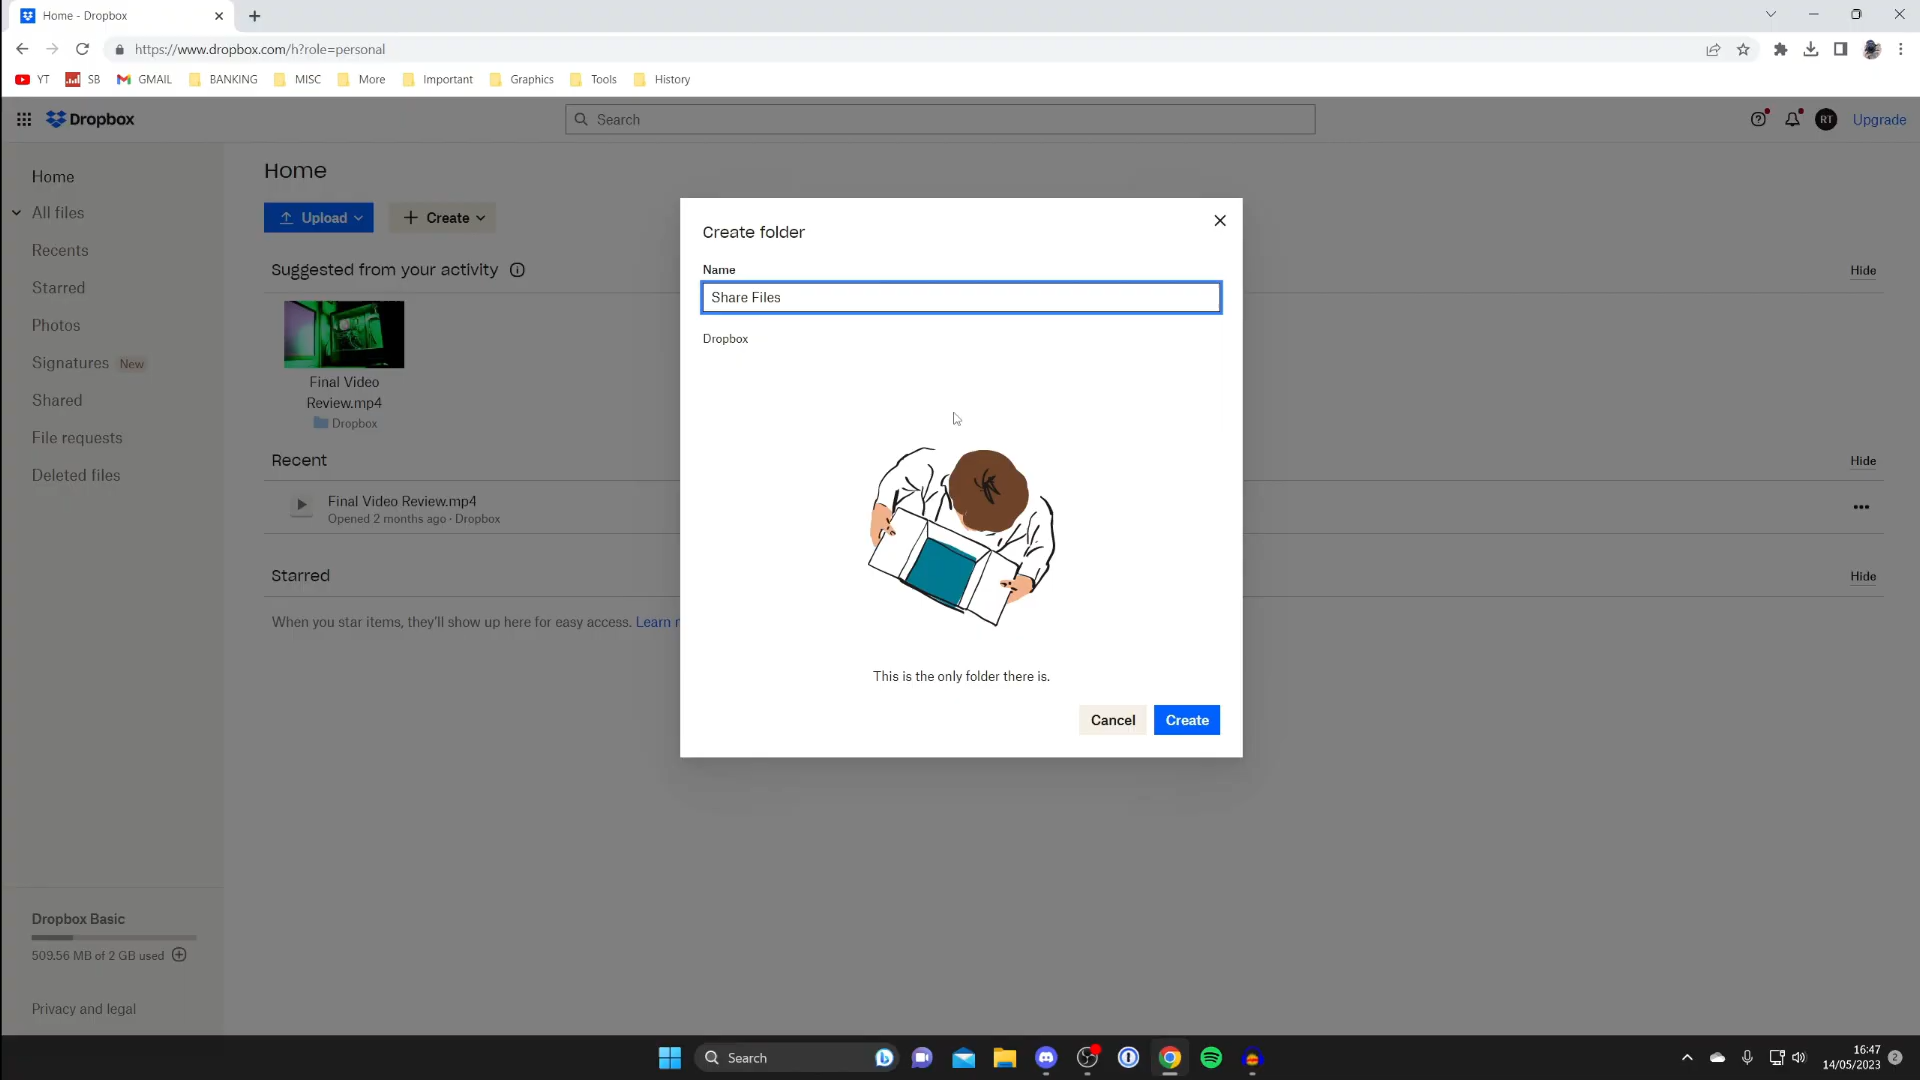 Home - Dropbox
https://www.dropbox.com/h?role=personal
YT SB GMAIL BANKING MISC More Important Graphics Tools History
Dropbox
Search
RT
Upgrade
Home
All files
Recents
Starred
Photos
Signatures New
Shared
File requests
Deleted files
Dropbox Basic
509.56 MB of 2 GB used
Privacy and legal
Home
Upload
Create
Suggested from your activity
Hide
Final Video
Review.mp4
Dropbox
Recent
Hide
Final Video Review.mp4
Opened 2 months ago · Dropbox
Starred
Hide
When you star items, they'll show up here for easy access. Learn
Create folder
Name
Share Files
Dropbox
This is the only folder there is.
Cancel
Create
Search
16:47
14/05/2023
2